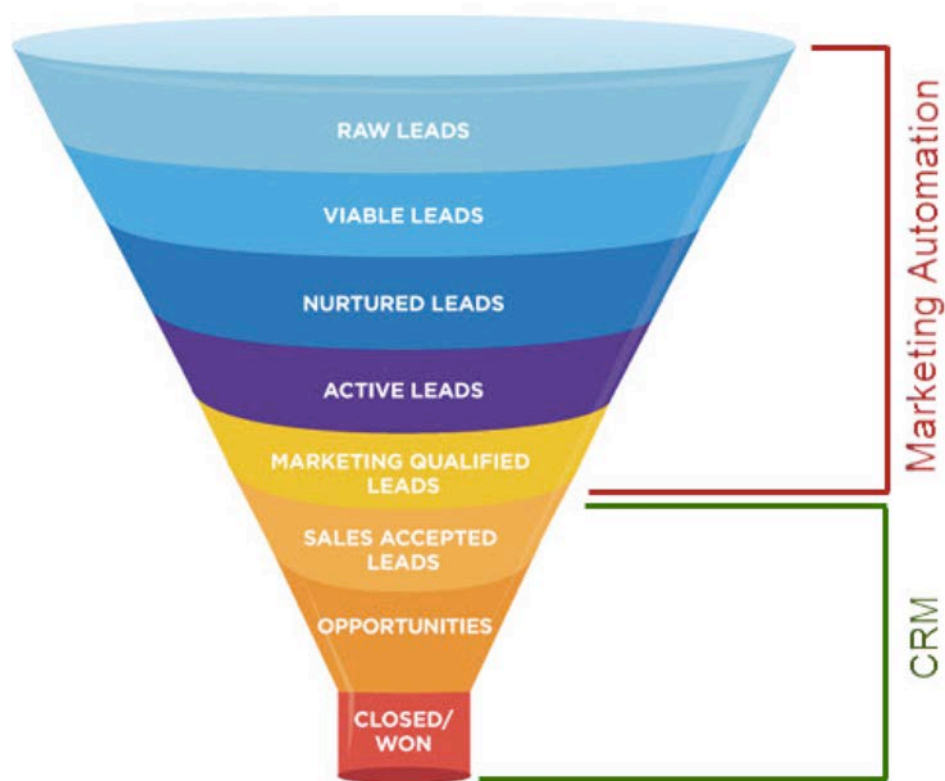 RAW LEADS
VIABLE LEADS
NURTURED LEADS
ACTIVE LEADS
MARKETING QUALIFIED
LEADS
SALES ACCEPTED
LEADS
OPPORTUNITIES
CLOSED/
WON
Marketing Automation
CRM